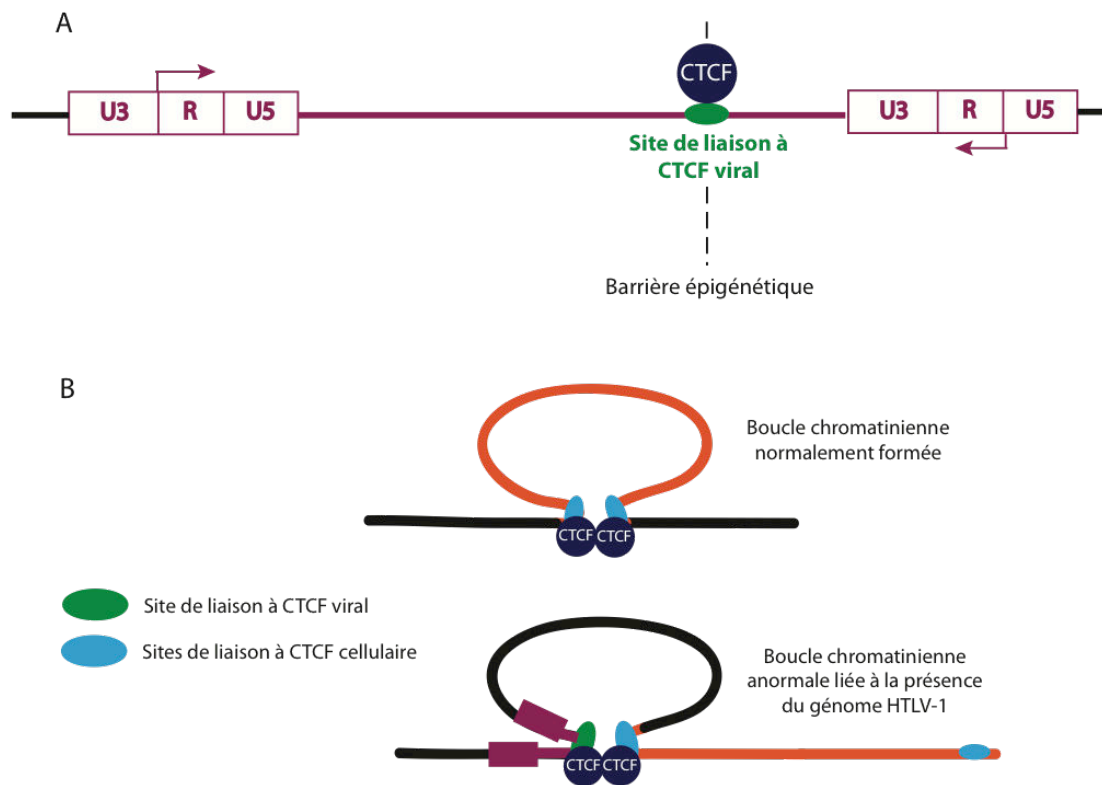 A
CTCF
U3 R U5
U3 R U5
Site de liaison à
CTCF viral
Barrière épigénétique
B
Boucle chromatinienne
normalement formée
CTCF CTCF
Site de liaison à CTCF viral
Sites de liaison à CTCF cellulaire
Boucle chromatinienne
anormale liée à la présence
du génome HTLV-1
CTCF CTCF